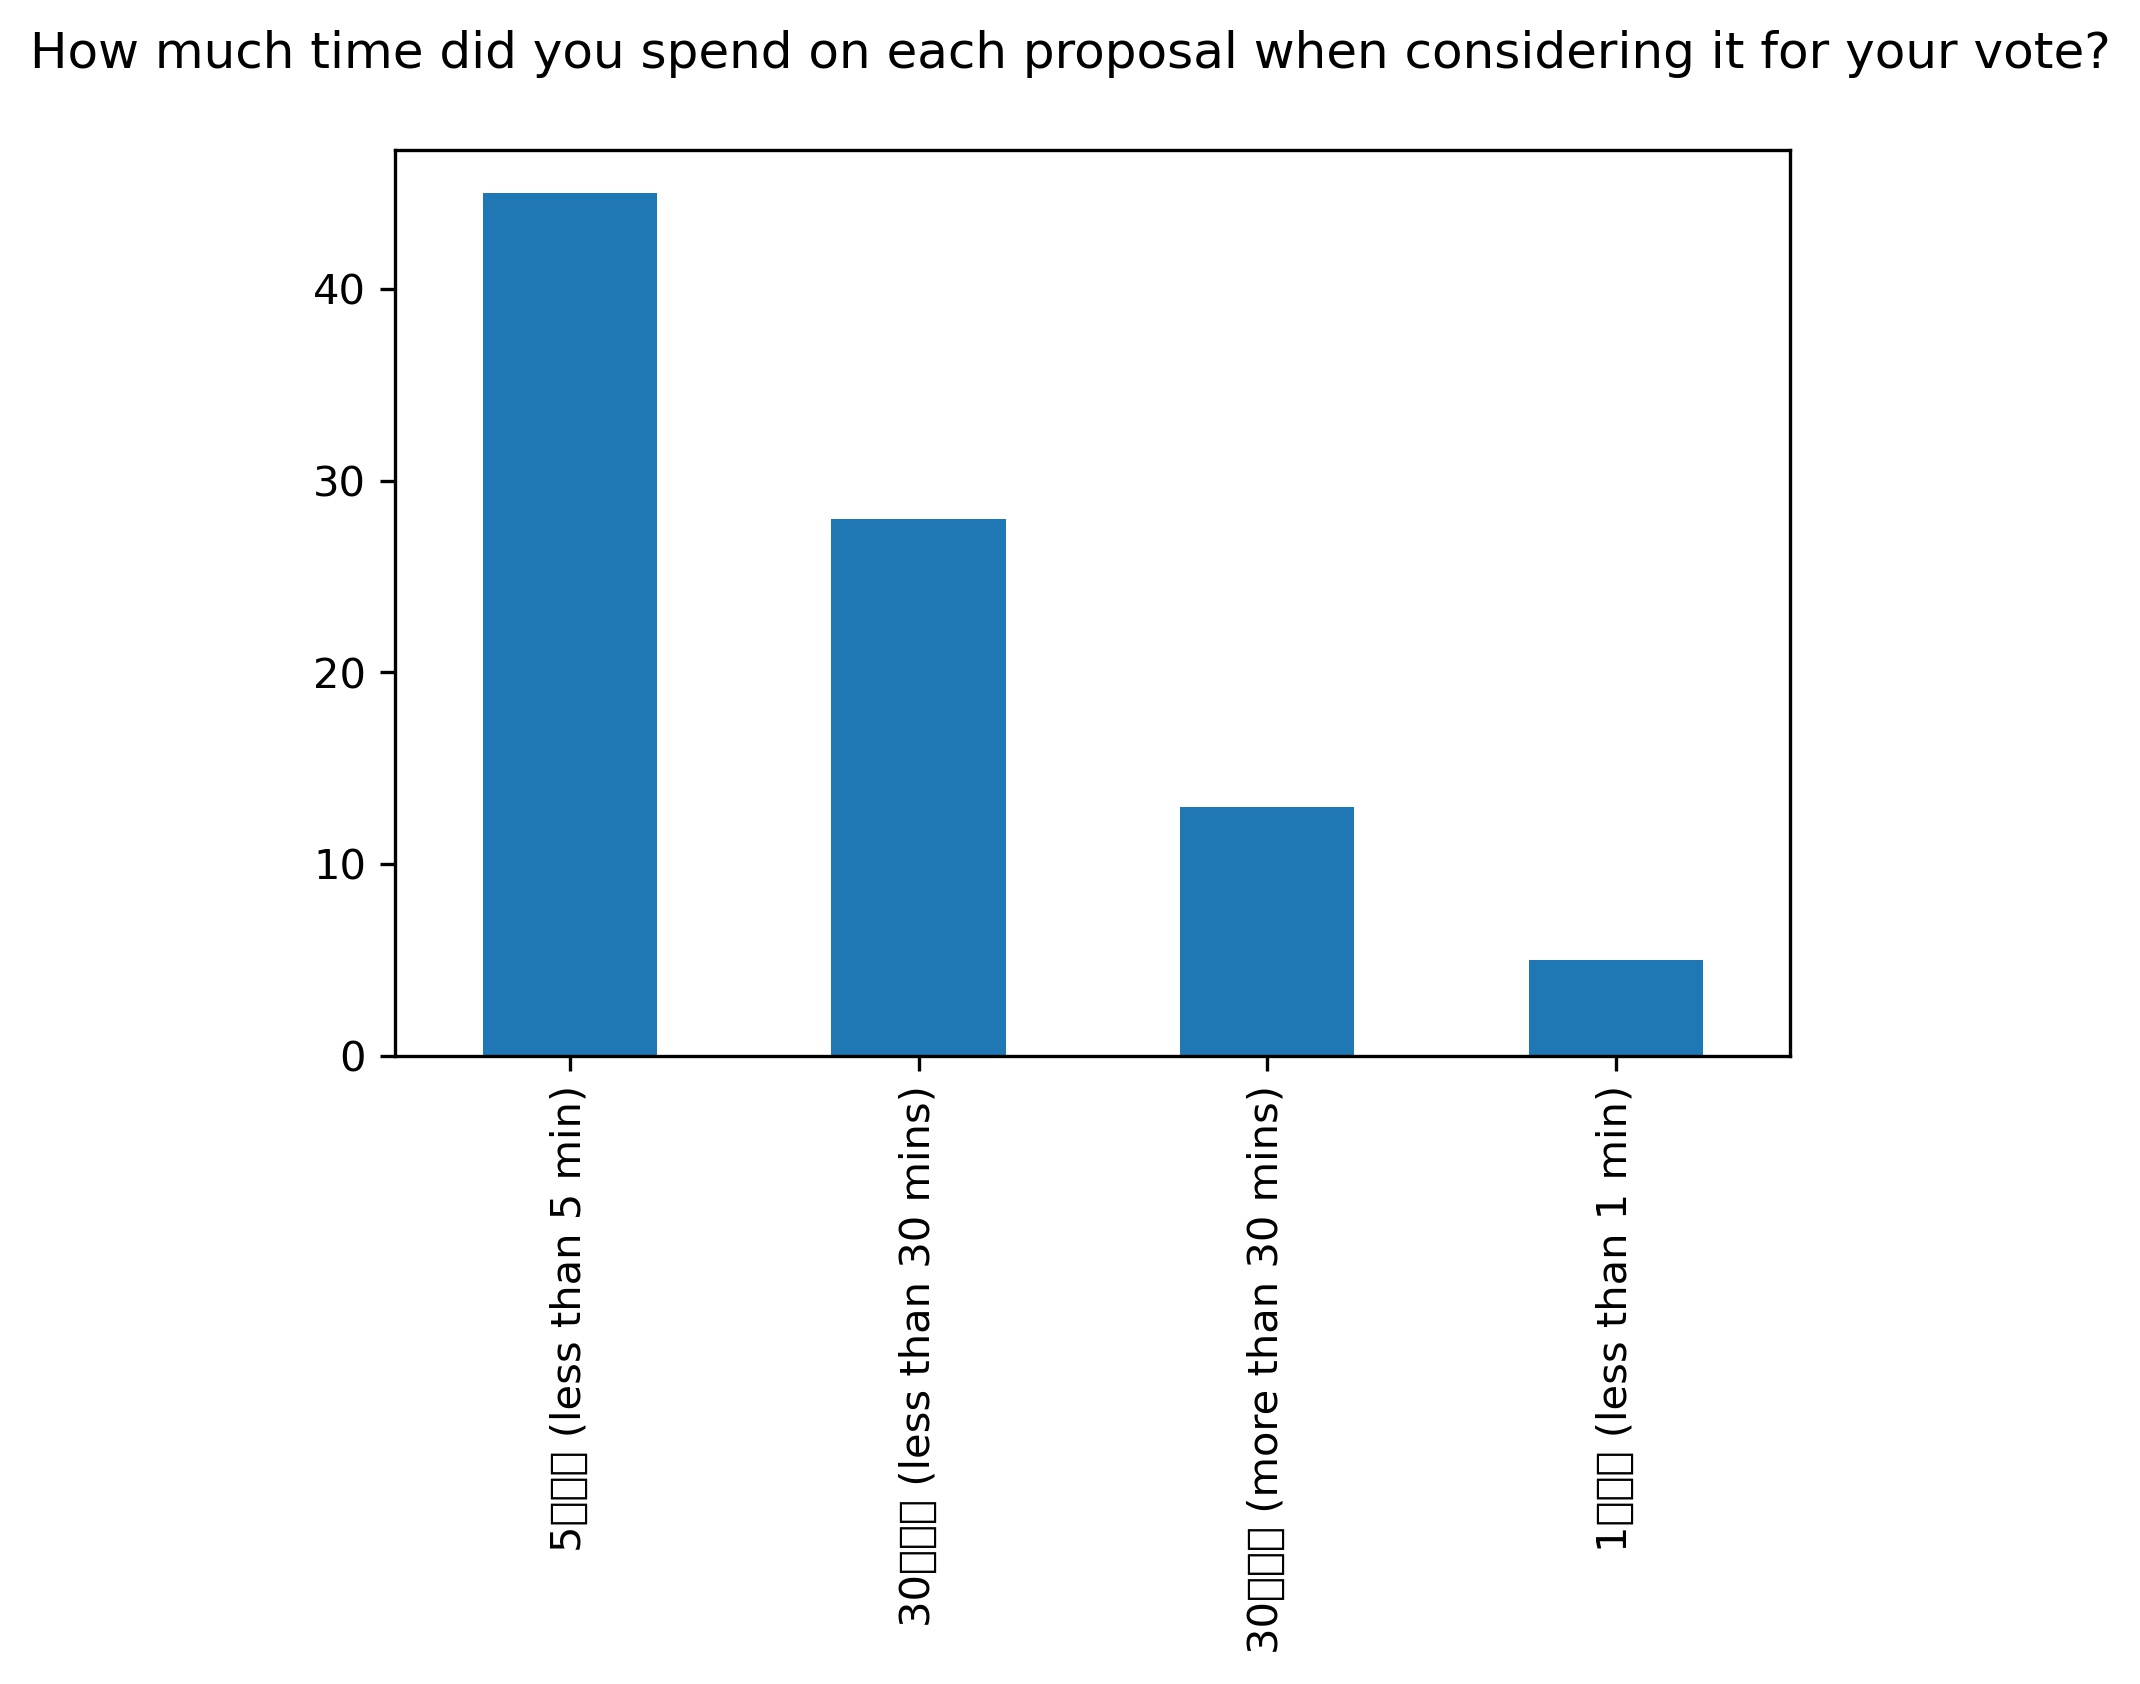 How much time did you spend on each proposal when considering it for your vote?
40
30
20
10
0
5□□□ (less than 5 min)
30□□□ (less than 30 mins)
30□□□ (more than 30 mins)
1□□□ (less than 1 min)